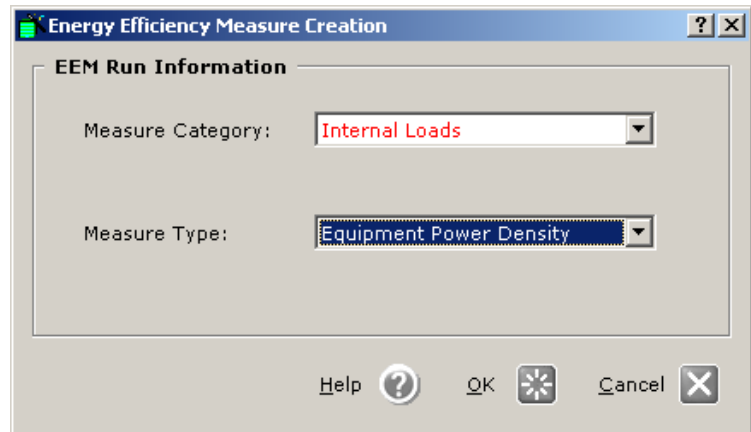 Energy Efficiency Measure Creation
EEM Run Information
Measure Category: Internal Loads
Measure Type: Equipment Power Density
Help OK Cancel